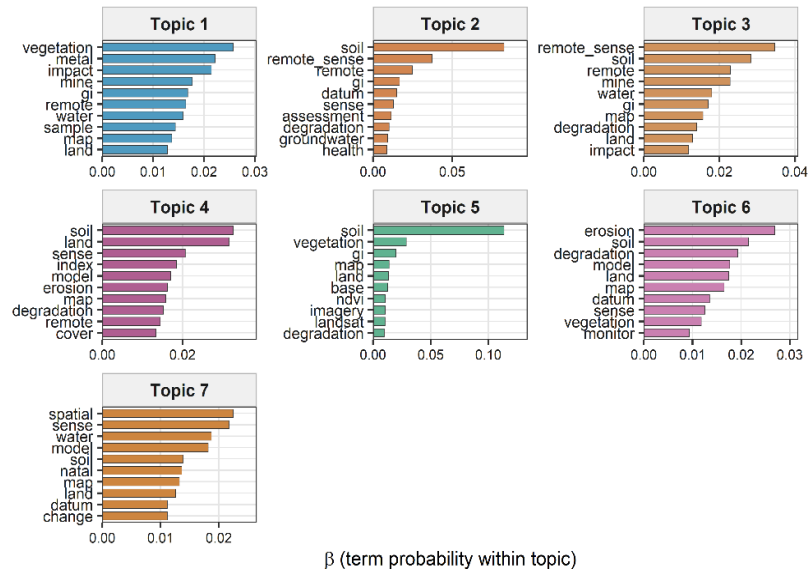 Topic 1
vegetation
metal
impact
mine
gi
remote
water
sample
map
land
0.00 0.01 0.02 0.03
Topic 2
soil
remote_sense
remote
gi
datum
sense
assessment
degradation
groundwater
health
0.00 0.05
Topic 3
remote_sense
soil
remote
mine
water
gi
map
degradation
land
impact
0.00 0.01 0.02 0.03 0.04
Topic 4
soil
land
sense
index
model
erosion
map
degradation
remote
cover
0.00 0.02
Topic 5
soil
vegetation
gi
map
land
base
ndvi
imagery
landsat
degradation
0.00 0.05 0.10
Topic 6
erosion
soil
degradation
model
land
map
datum
sense
vegetation
monitor
0.00 0.01 0.02 0.03
Topic 7
spatial
sense
water
model
soil
natal
map
land
datum
change
0.00 0.01 0.02
β (term probability within topic)